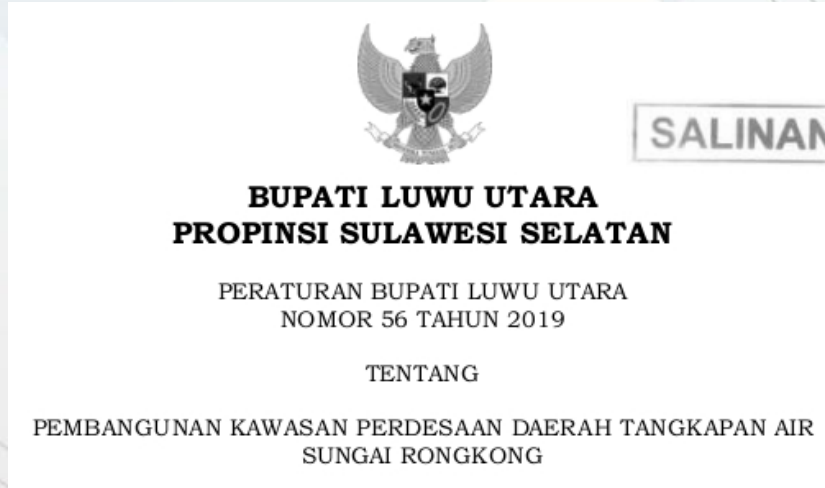 SALINAN
BUPATI LUWU UTARA
PROPINSI SULAWESI SELATAN
PERATURAN BUPATI LUWU UTARA
NOMOR 56 TAHUN 2019
TENTANG
PEMBANGUNAN KAWASAN PERDESAAN DAERAH TANGKAPAN AIR
SUNGAI RONGKONG